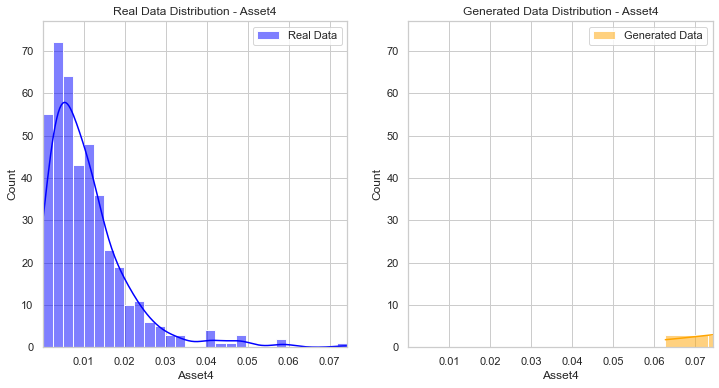 Real Data Distribution - Asset4
Real Data
Count
70
60
50
40
30
20
10
0
0.01 0.02 0.03 0.04 0.05 0.06 0.07
Asset4
Generated Data Distribution - Asset4
Generated Data
Count
70
60
50
40
30
20
10
0
0.01 0.02 0.03 0.04 0.05 0.06 0.07
Asset4